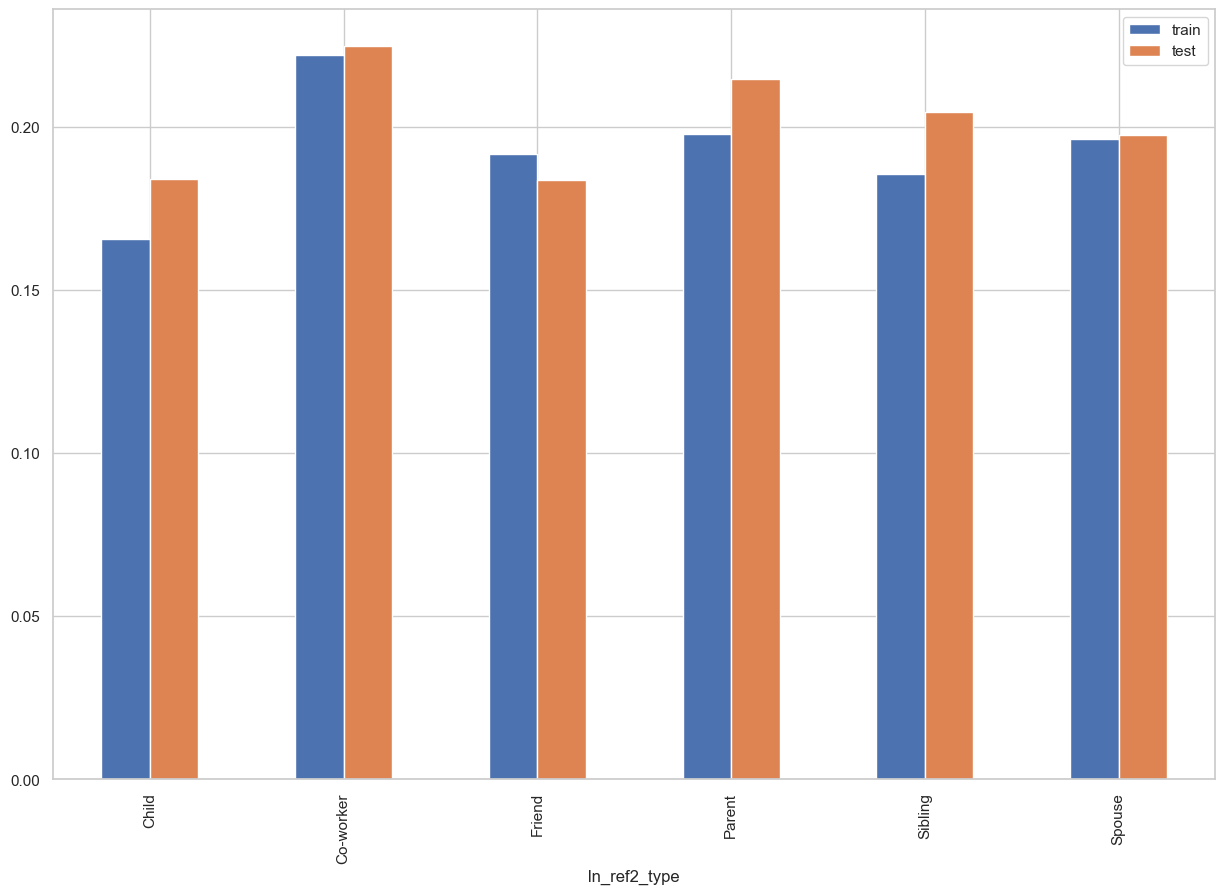 train
test
0.20
0.15
0.10
0.05
0.00
Child
Co-worker
Friend
Parent
Sibling
Spouse
ln_ref2_type